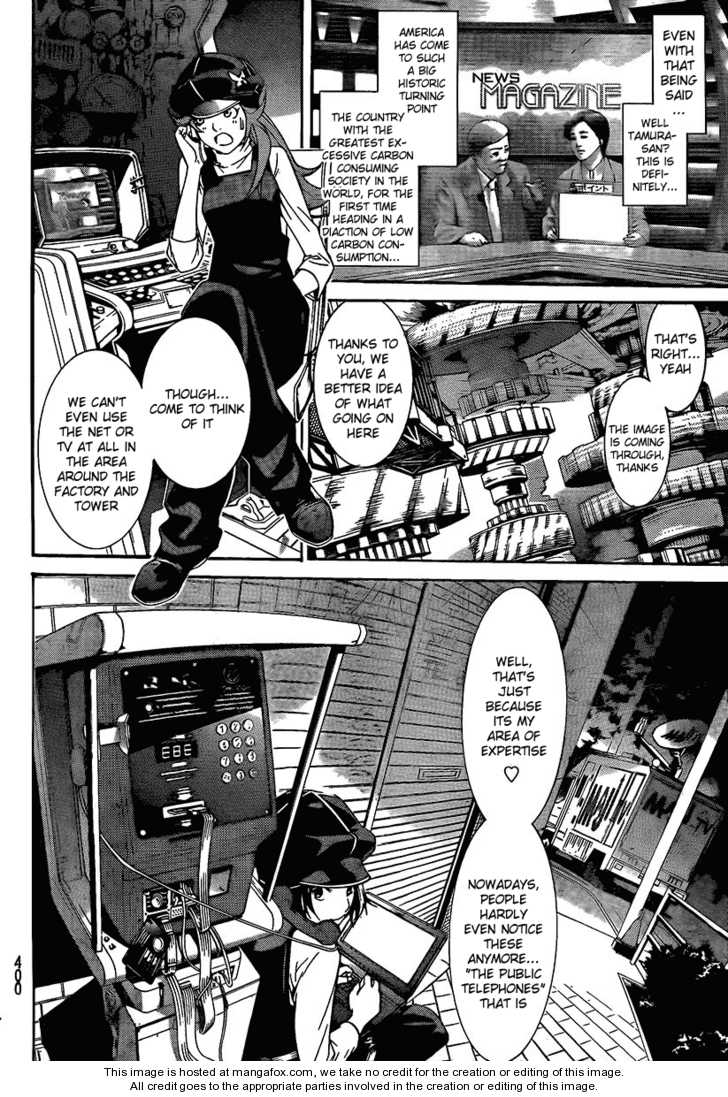 EVEN
WITH
THAT
BEING
SAID
...
WELL
TAMURA-
SAN?
THIS IS
DEFI-
NITELY...
NEWS
MAGAZINE
ポイント
AMERICA
HAS COME
TO SUCH
A BIG
HISTORIC
TURNING
POINT
THE COUNTRY
WITH THE
GREATEST EX-
CESSIVE CARBON
CONSUMING
SOCIETY IN THE
WORLD, FOR THE
FIRST TIME
HEADING IN A
DIACTION OF LOW
CARBON CON-
SUMPTION...
THAT'S
RIGHT...
YEAH
THE IMAGE
IS COMING
THROUGH,
THANKS
THANKS
TO YOU, WE
HAVE A
BETTER IDEA
OF WHAT
GOING ON
HERE
THOUGH...
COME TO THINK
OF IT
WE CAN'T
EVEN USE
THE NET OR
TV AT ALL IN
THE AREA
AROUND THE
FACTORY AND
TOWER
WELL,
THAT'S
JUST
BECAUSE
ITS MY
AREA OF
EXPERTISE
♡
NOWADAYS,
PEOPLE
HARDLY
EVEN NOTICE
THESE
ANYMORE...
"THE PUBLIC
TELEPHONES"
THAT IS
400
This image is hosted at mangafox.com, we take no credit for the creation or editing of this image.
All credit goes to the appropriate parties involved in the creation or editing of this image.